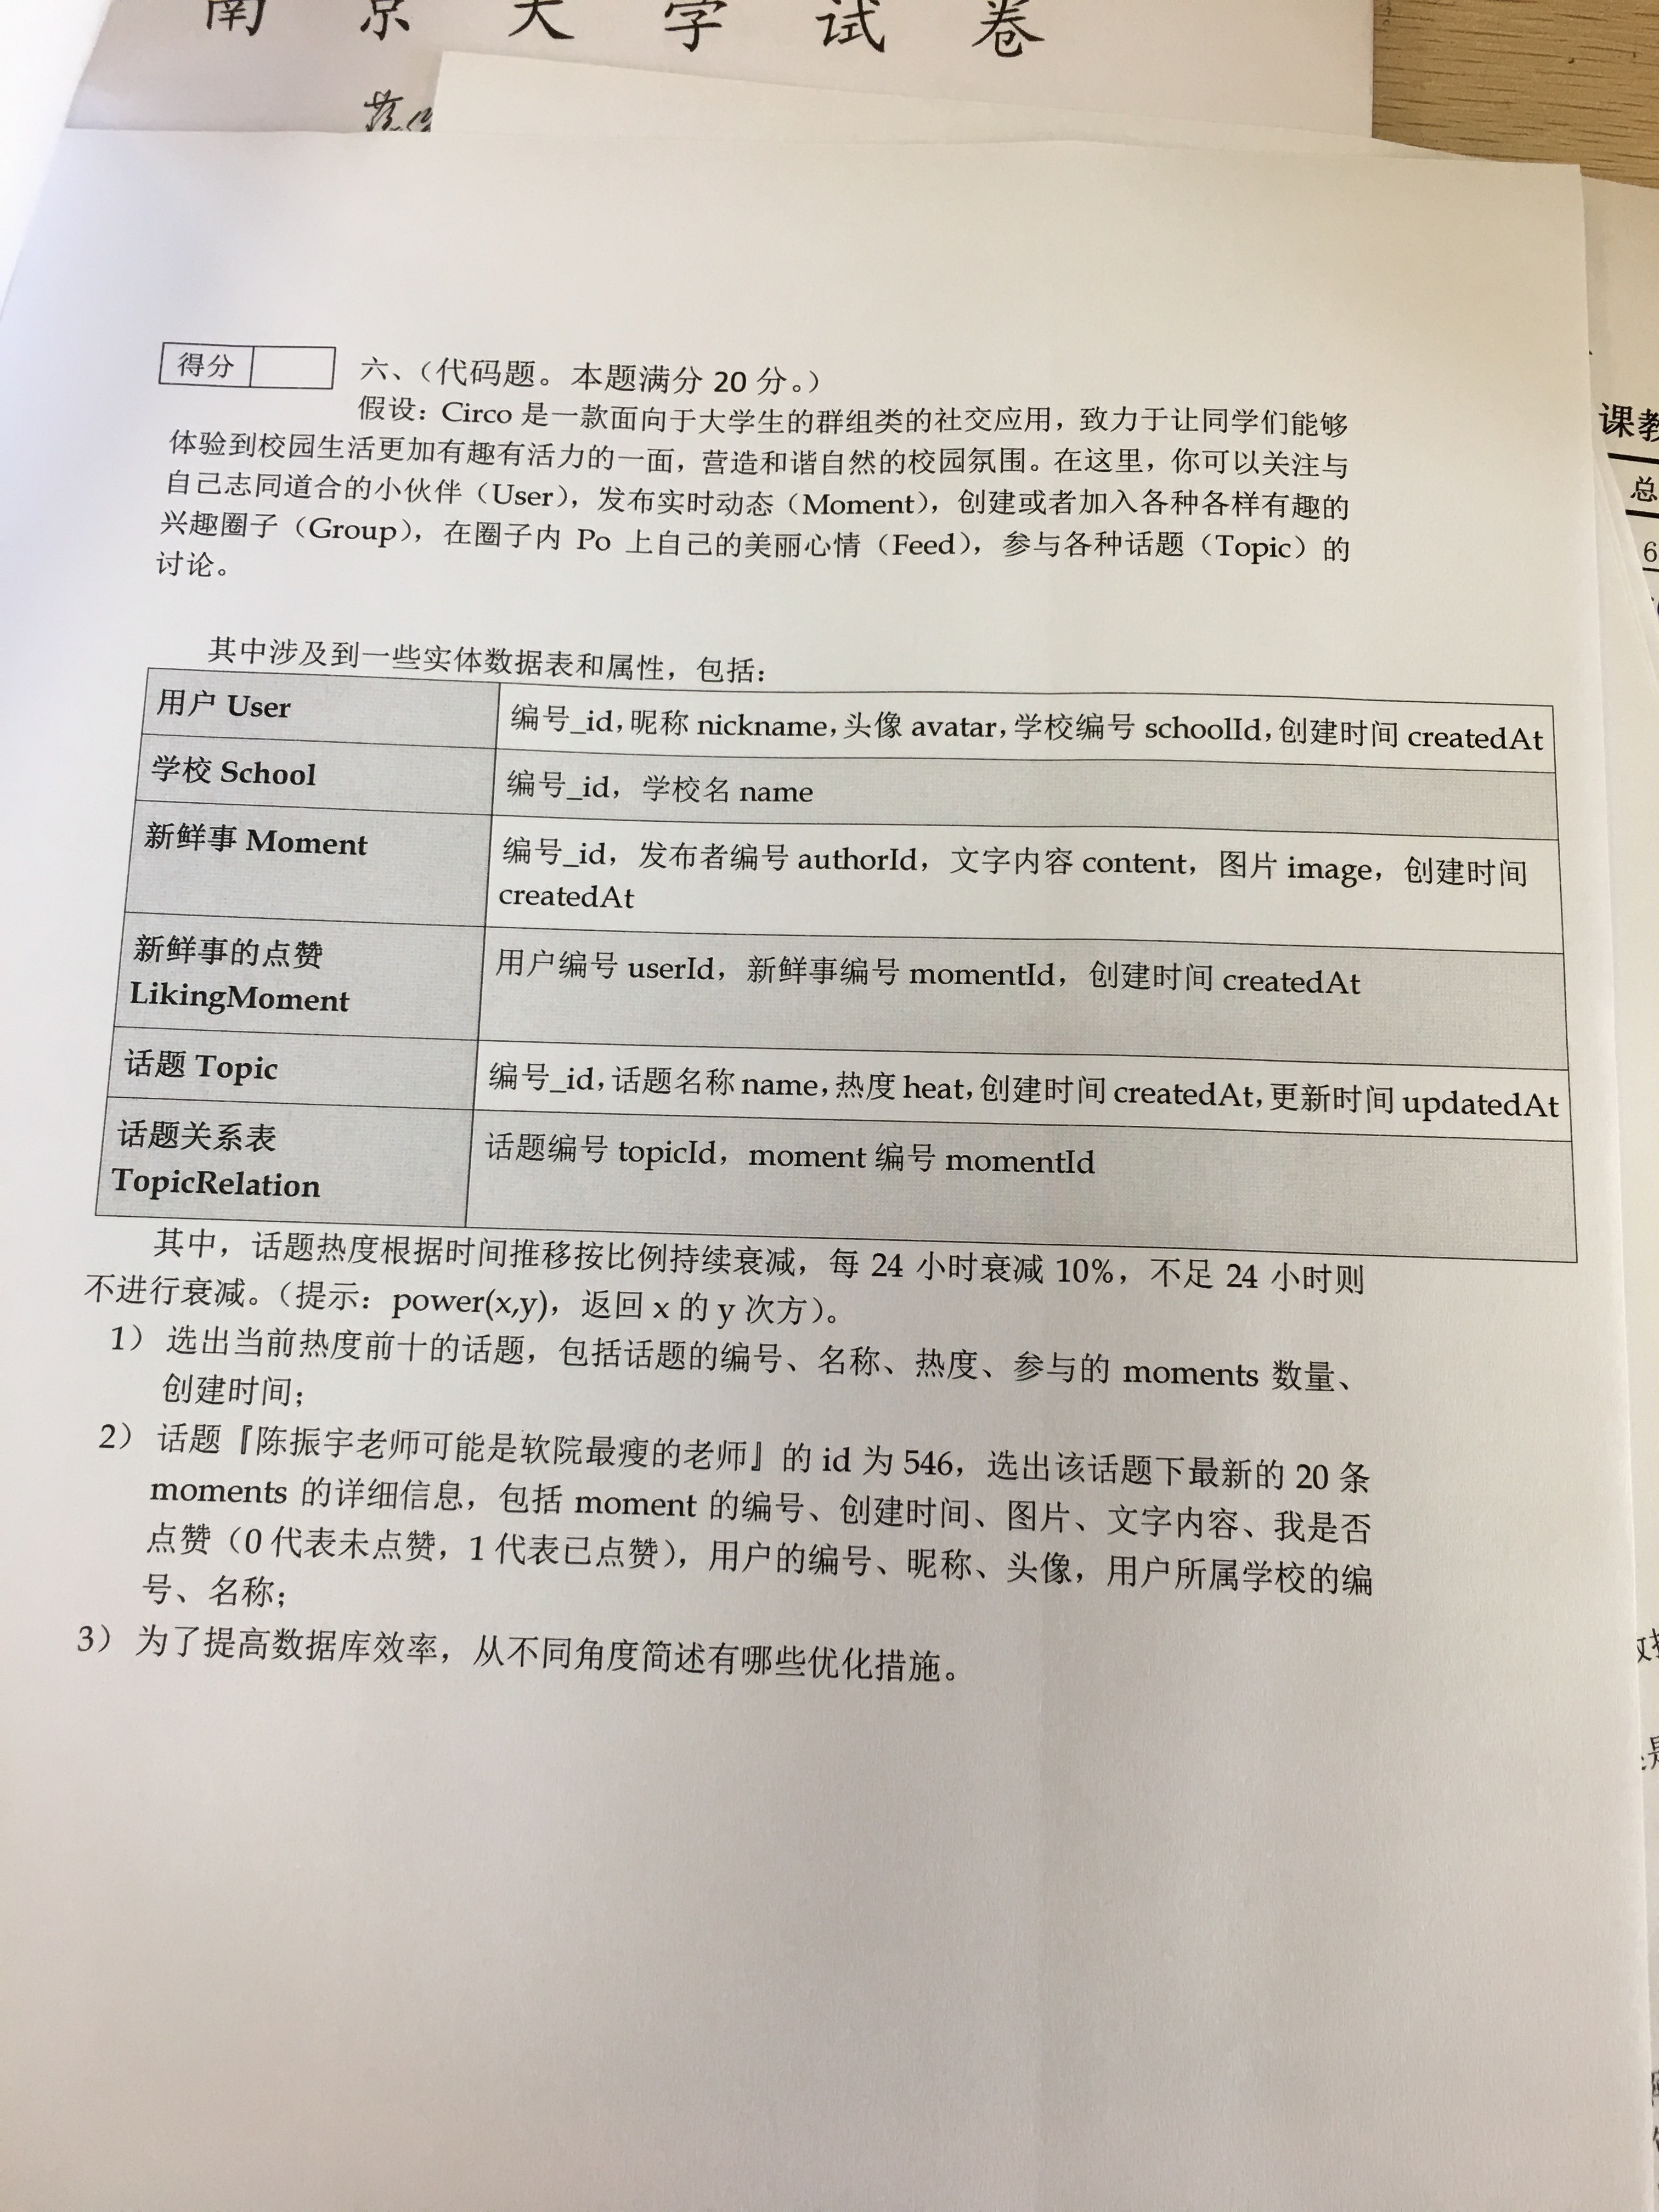 南 京 大 学 试 卷
课教
总
6
得分
六、（代码题。本题满分 20 分。）
假设：Circo 是一款面向于大学生的群组类的社交应用，致力于让同学们能够
体验到校园生活更加有趣有活力的一面，营造和谐自然的校园氛围。在这里，你可以关注与
自己志同道合的小伙伴（User），发布实时动态（Moment），创建或者加入各种各样有趣的
兴趣圈子（Group），在圈子内 Po 上自己的美丽心情（Feed），参与各种话题（Topic）的
讨论。
其中涉及到一些实体数据表和属性，包括：
用户 User
编号_id,昵称 nickname,头像 avatar,学校编号 schoolId,创建时间 createdAt
学校 School
编号_id，学校名 name
新鲜事 Moment
编号_id，发布者编号 authorId，文字内容 content，图片 image，创建时间
createdAt
新鲜事的点赞
LikingMoment
用户编号 userId，新鲜事编号 momentId，创建时间 createdAt
话题 Topic
编号_id,话题名称 name,热度 heat,创建时间 createdAt,更新时间 updatedAt
话题关系表
TopicRelation
话题编号 topicId，moment 编号 momentId
其中，话题热度根据时间推移按比例持续衰减，每 24 小时衰减 10%，不足 24 小时则
不进行衰减。（提示：power(x,y)，返回 x 的 y 次方）。
1） 选出当前热度前十的话题，包括话题的编号、名称、热度、参与的 moments 数量、
创建时间；
2） 话题『陈振宇老师可能是软院最瘦的老师』的 id 为 546，选出该话题下最新的 20 条
moments 的详细信息，包括 moment 的编号、创建时间、图片、文字内容、我是否
点赞（0 代表未点赞，1 代表已点赞），用户的编号、昵称、头像，用户所属学校的编
号、名称；
3） 为了提高数据库效率，从不同角度简述有哪些优化措施。